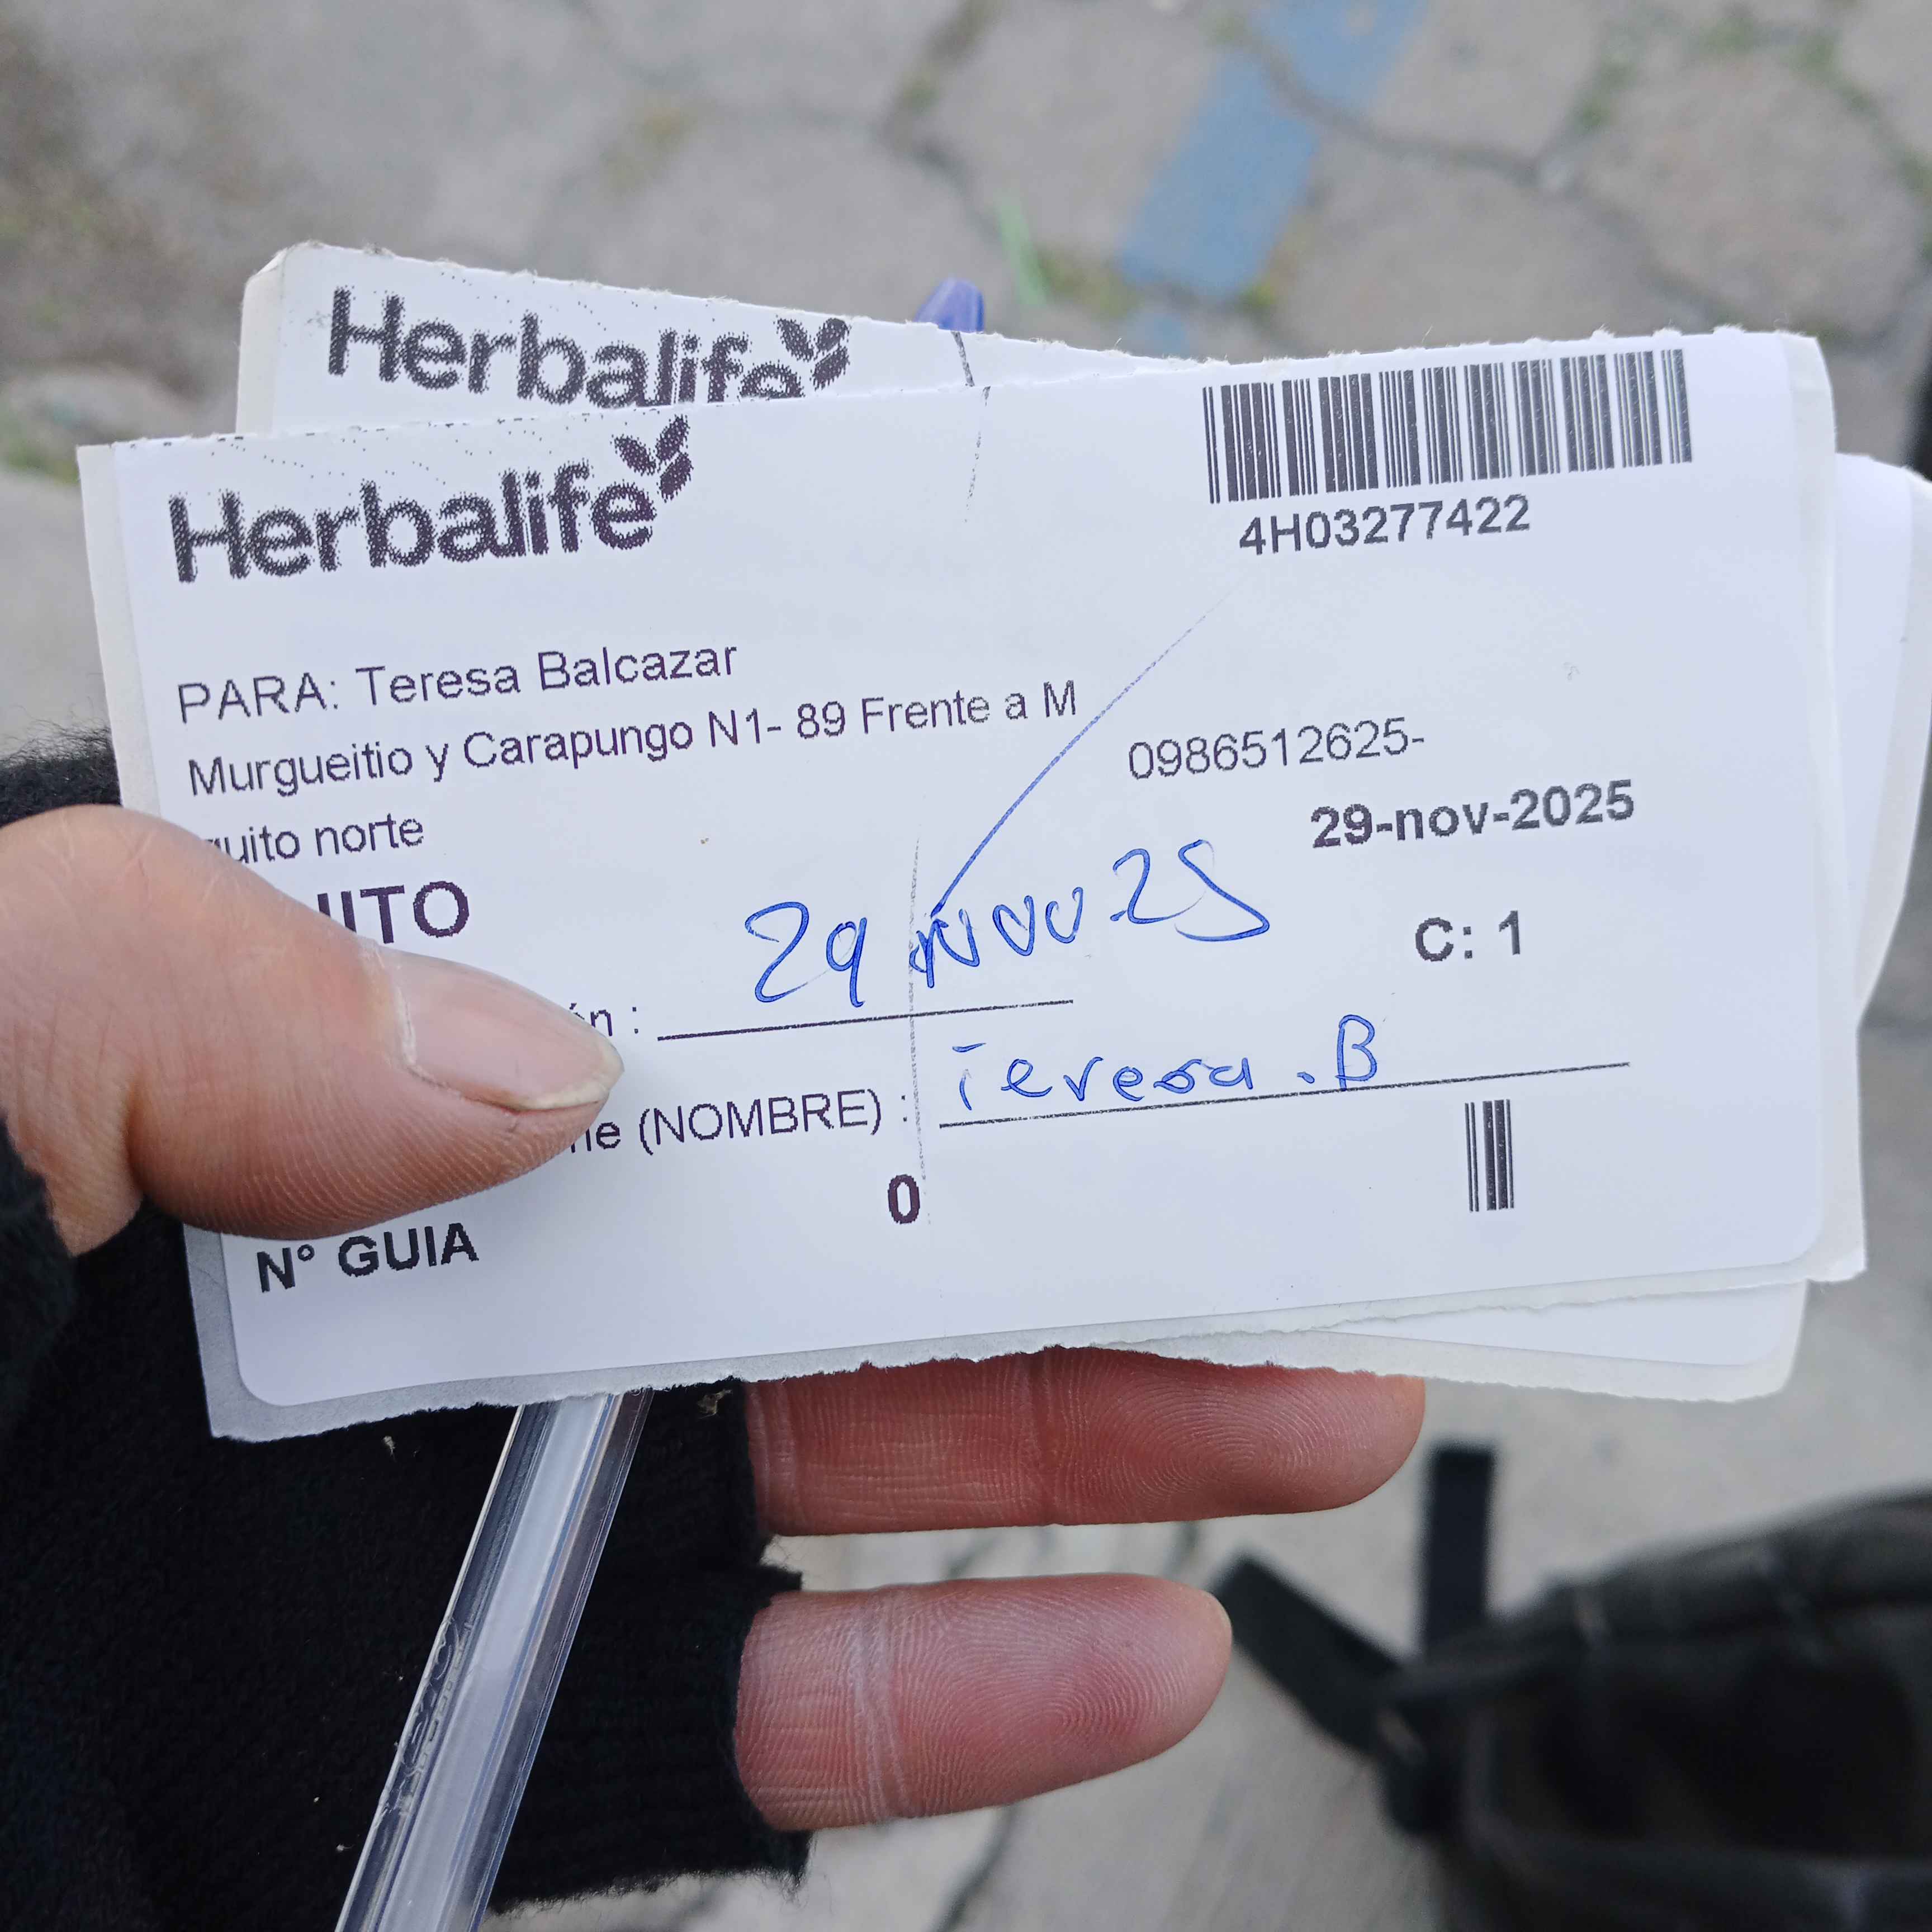 Herbalife
Herbalife
4H03277422
PARA: Teresa Balcazar
Murgueitio y Carapungo N1- 89 Frente a M
0986512625-
uito norte
29-nov-2025
UITO
29 NOV 25
C: 1
ón :
me (NOMBRE) : Teresa . B
0
N° GUIA